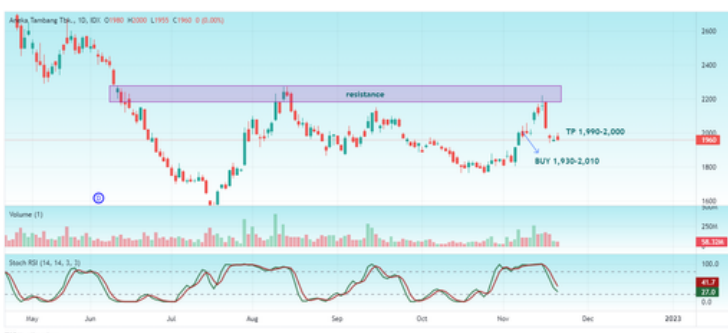 Aneka Tambang Tbk., 1D, IDX O1980 H2000 L1955 C1960 0 (0.00%)
2600
2400
2200
resistance
TP 1,990-2,000
2000
1960
BUY 1,930-2,010
1800
1600
Volume (1)
250M
58.32M
Stoch RSI (14, 14, 3, 3)
100.0
41.7
27.0
0.0
May Jun Jul Aug Sep Oct Nov Dec 2023